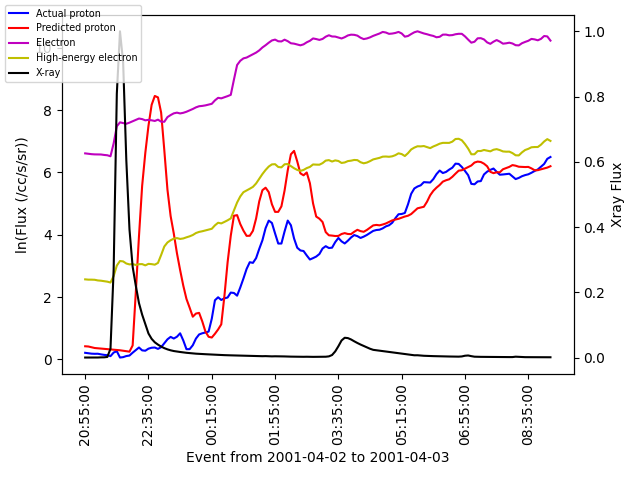 Actual proton
Predicted proton
Electron
High-energy electron
X-ray
ln(Flux (/cc/s/sr))
10
8
6
4
2
0
1.0
0.8
0.6
0.4
0.2
0.0
Xray Flux
20:55:00
22:35:00
00:15:00
01:55:00
03:35:00
05:15:00
06:55:00
08:35:00
Event from 2001-04-02 to 2001-04-03